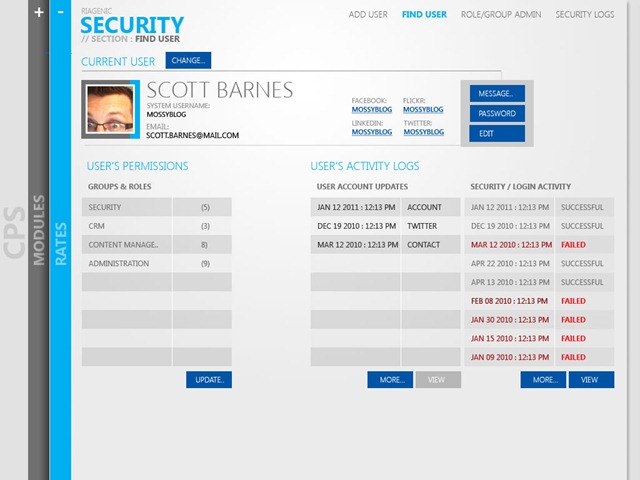 + -
RIAGENIC
SECURITY
// SECTION : FIND USER
ADD USER FIND USER ROLE/GROUP ADMIN SECURITY LOGS
CURRENT USER CHANGE...
SCOTT BARNES
SYSTEM USERNAME:
MOSSYBLOG
EMAIL:
SCOTT.BARNES@MAIL.COM
FACEBOOK: FLICKR:
MOSSYBLOG MOSSYBLOG
LINKEDIN: TWITTER:
MOSSYBLOG MOSSYBLOG
MESSAGE..
PASSWORD
EDIT
CPS
MODULES
RATES
USER'S PERMISSIONS
GROUPS & ROLES
SECURITY (5)
CRM (3)
CONTENT MANAGE.. 8)
ADMINISTRATION (9)
UPDATE..
USER'S ACTIVITY LOGS
USER ACCOUNT UPDATES
JAN 12 2011 : 12:13 PM ACCOUNT
DEC 19 2010 : 12:13 PM TWITTER
MAR 12 2010 : 12:13 PM CONTACT
MORE... VIEW
SECURITY / LOGIN ACTIVITY
JAN 12 2011 : 12:13 PM SUCCESSFUL
DEC 19 2010 : 12:13 PM SUCCESSFUL
MAR 12 2010 : 12:13 PM FAILED
APR 22 2010 : 12:13 PM SUCCESSFUL
APR 13 2010 : 12:13 PM SUCCESSFUL
FEB 08 2010 : 12:13 PM FAILED
JAN 30 2010 : 12:13 PM FAILED
JAN 15 2010 : 12:13 PM FAILED
JAN 09 2010 : 12:13 PM FAILED
MORE... VIEW